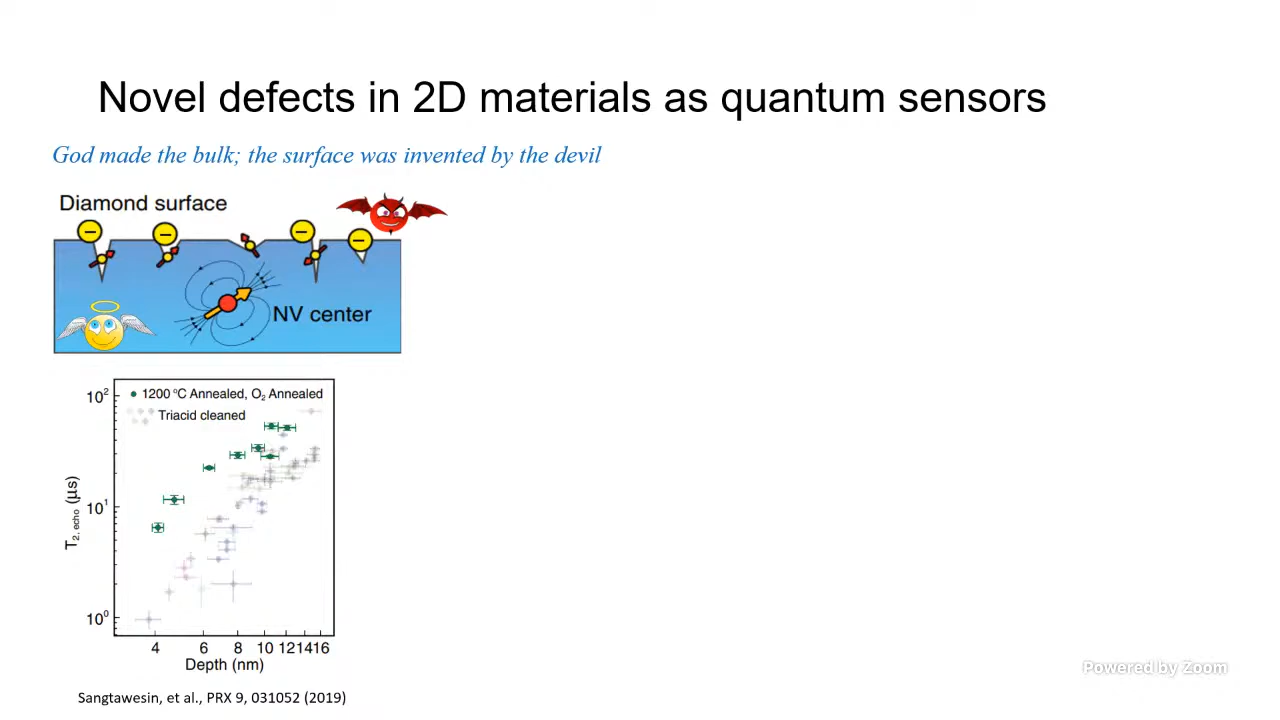 Novel defects in 2D materials as quantum sensors
God made the bulk; the surface was invented by the devil
Diamond surface
− − − −
NV center
1200 °C Annealed, O₂ Annealed
Triacid cleaned
10²
10¹
10⁰
T₂, echo (µs)
4 6 8 10 12 14 16
Depth (nm)
Sangtawesin, et al., PRX 9, 031052 (2019)
Powered by Zoom